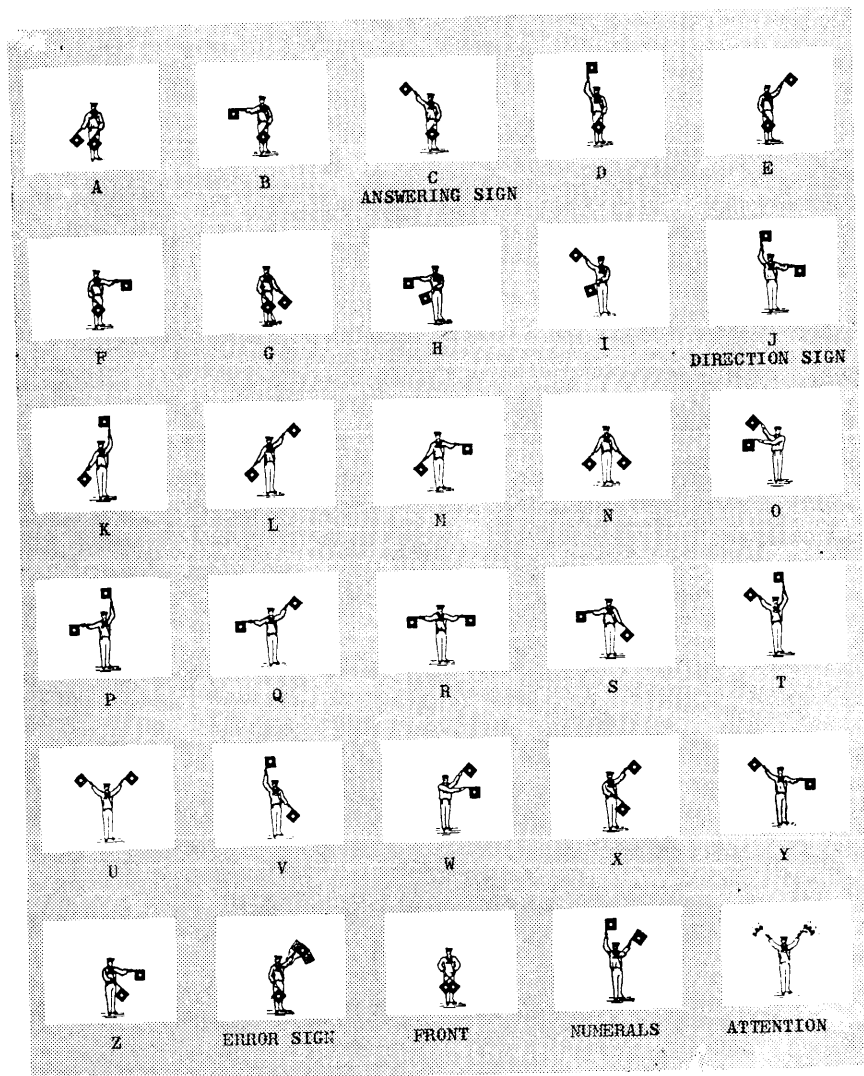 A B C D E
ANSWERING SIGN
F G H I J
DIRECTION SIGN
K L M N O
P Q R S T
U V W X Y
Z ERROR SIGN FRONT NUMERALS ATTENTION